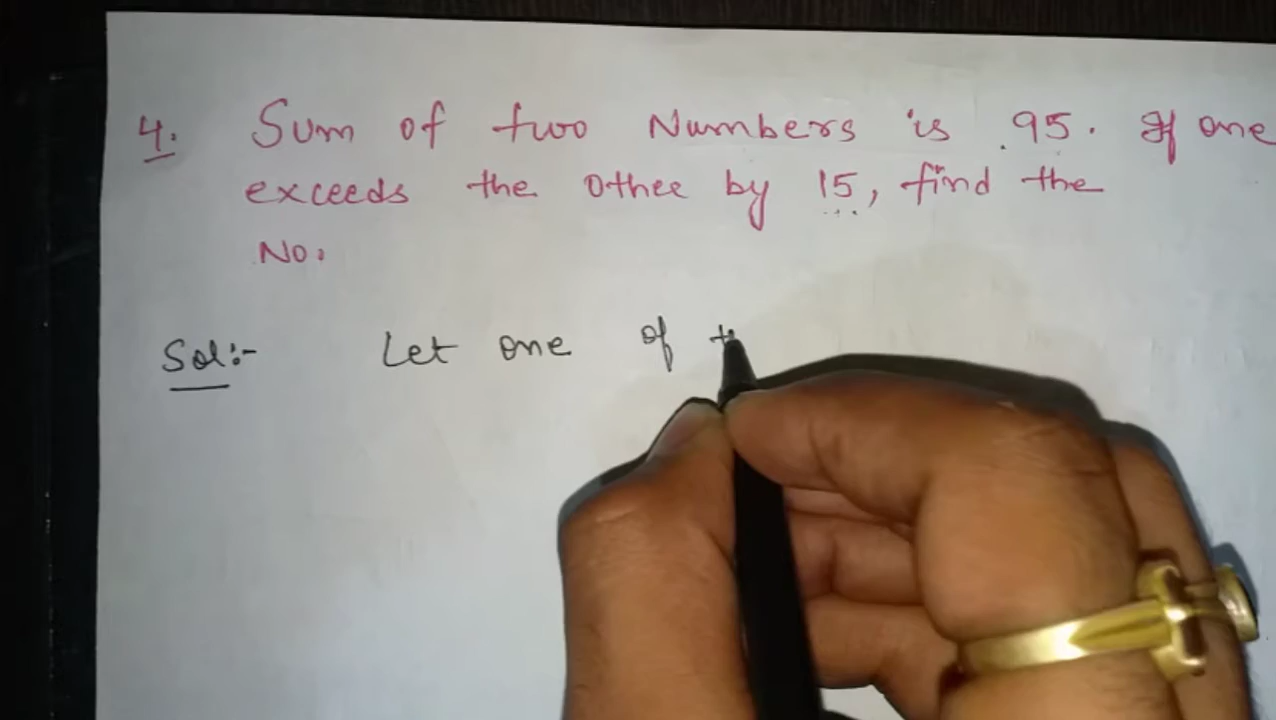 4. Sum of two Numbers is 95. If one
exceeds the Other by 15, find the
No.
Sol:- Let one of